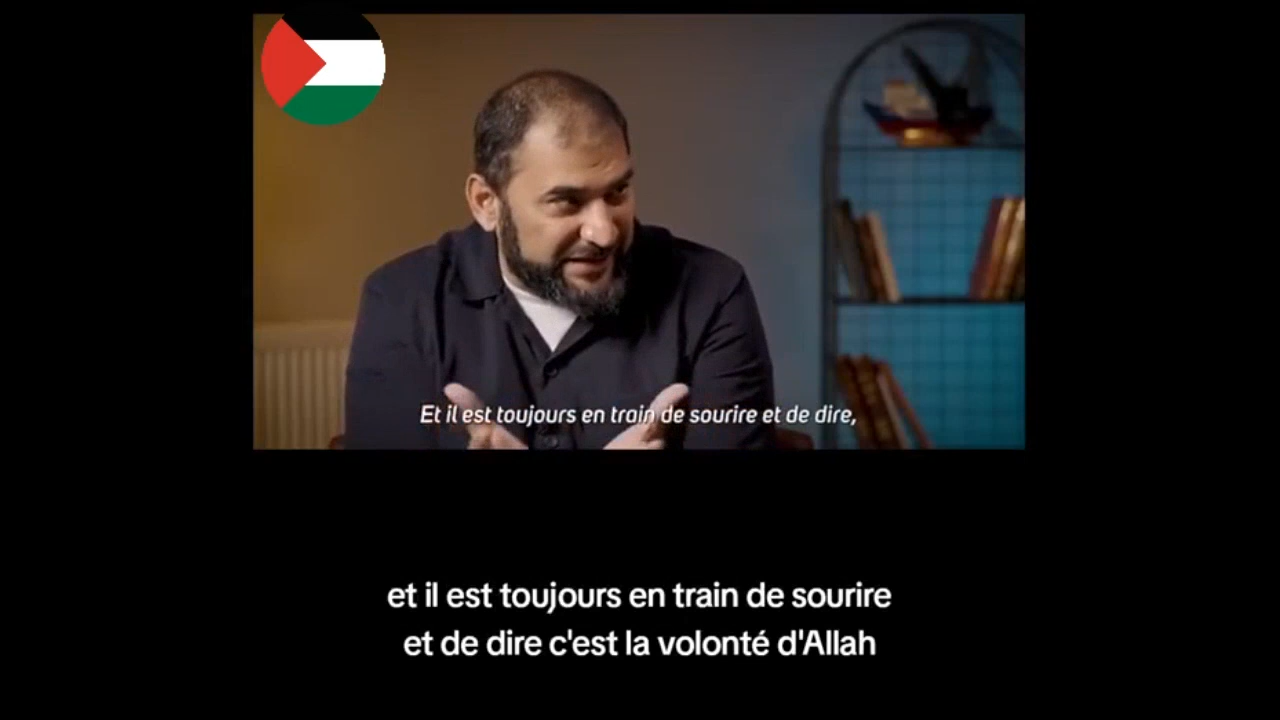 Et il est toujours en train de sourire et de dire,
et il est toujours en train de sourire
et de dire c'est la volonté d'Allah